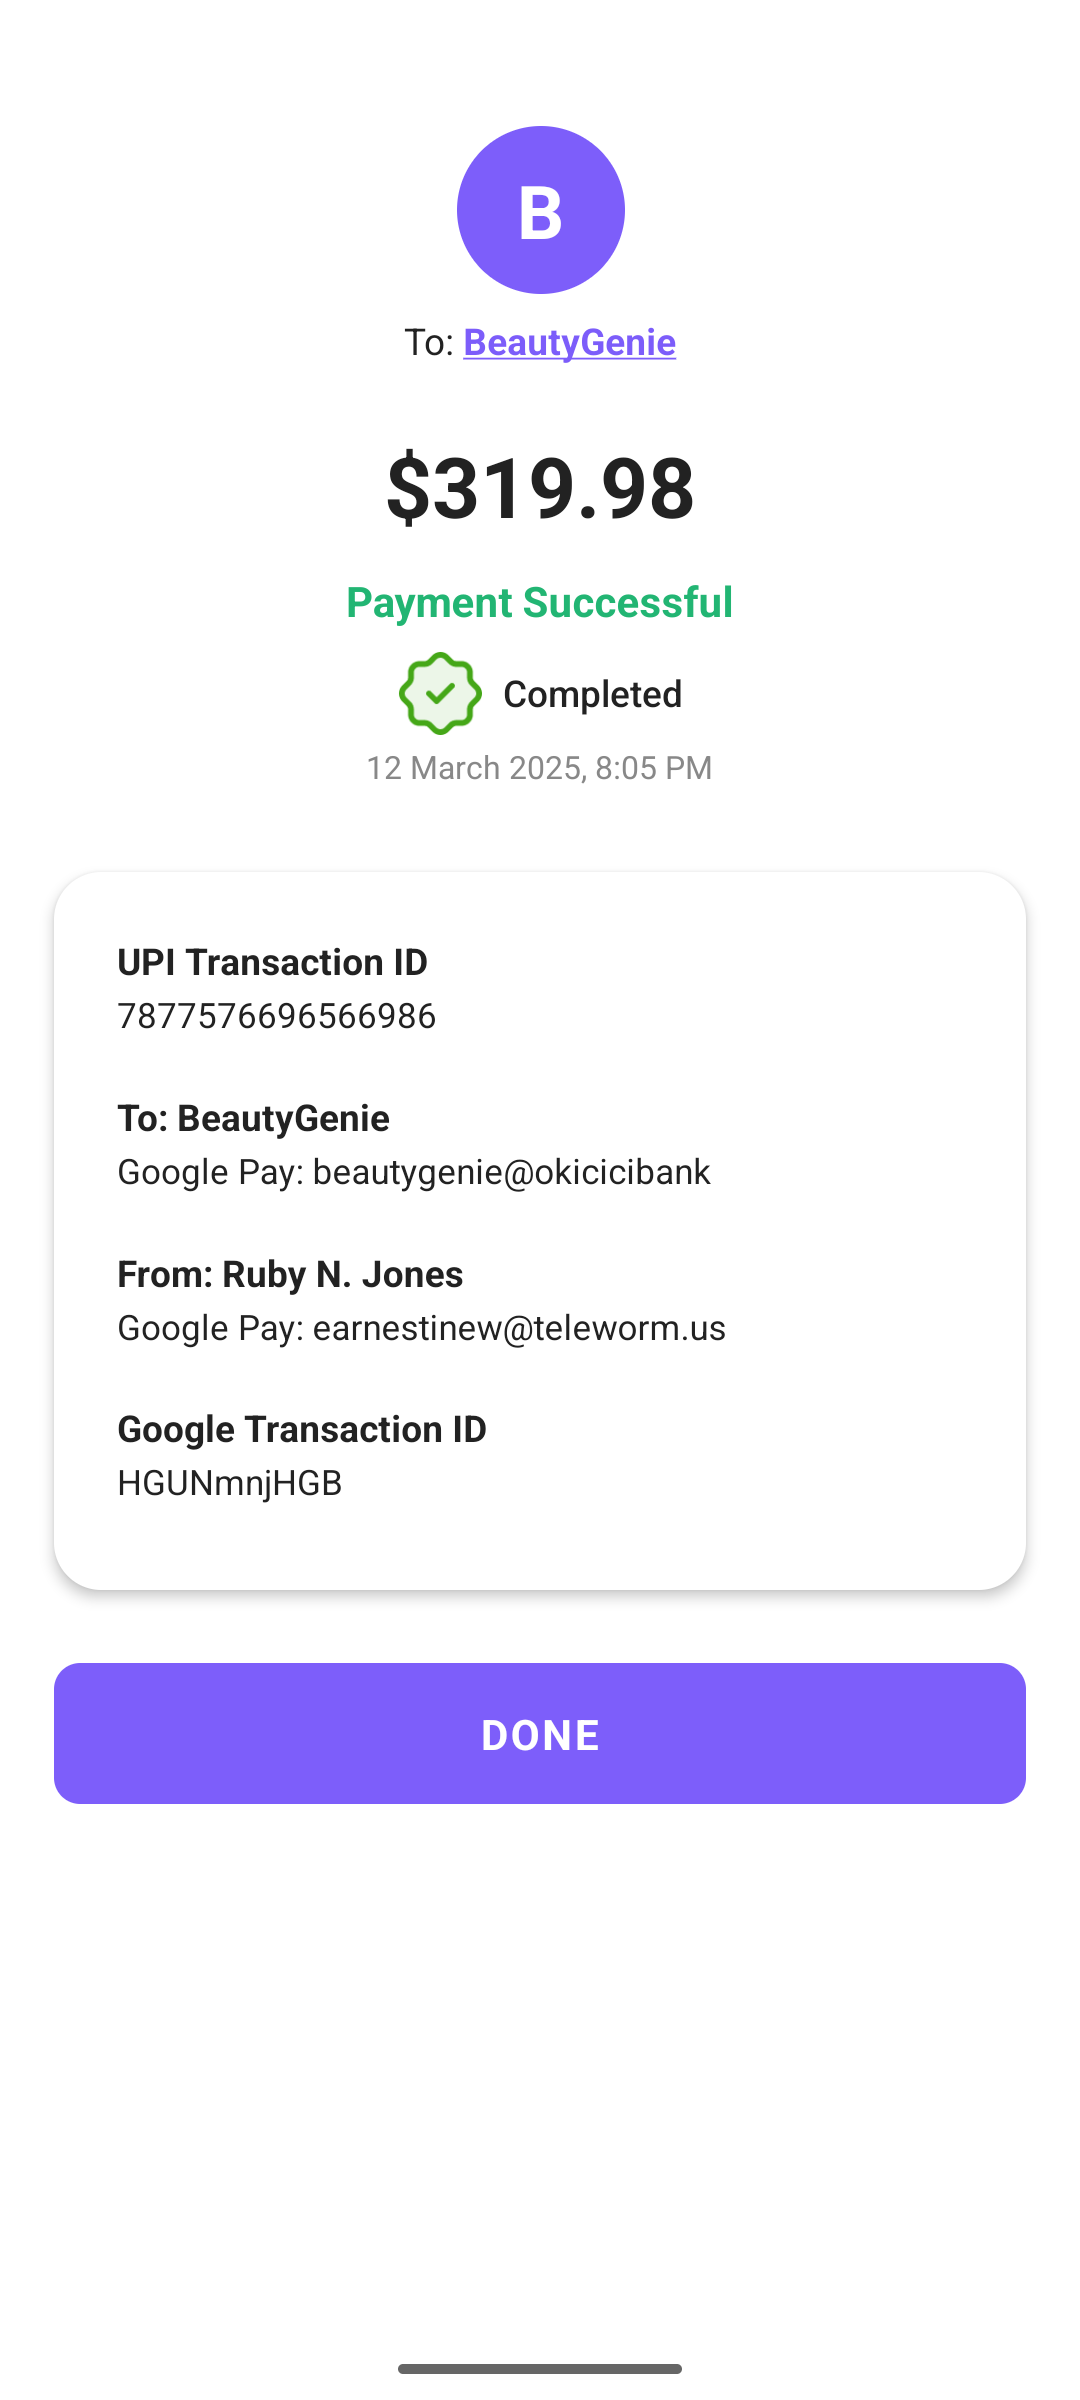 B
To: BeautyGenie
$319.98
Payment Successful
Completed
12 March 2025, 8:05 PM
UPI Transaction ID
7877576696566986
To: BeautyGenie
Google Pay: beautygenie@okicicibank
From: Ruby N. Jones
Google Pay: earnestinew@teleworm.us
Google Transaction ID
HGUNmnjHGB
DONE